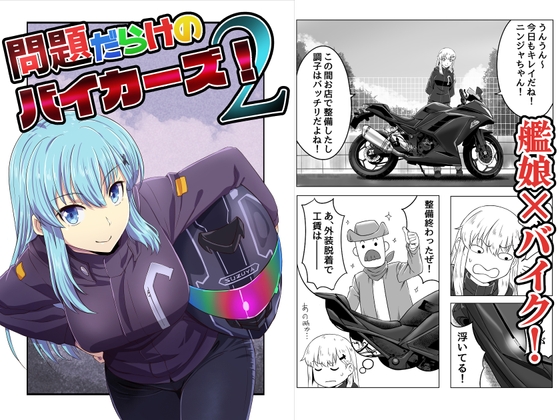 問題だらけの
バイカーズ!2
SUZUYA
うんうん~
今日もキレイだね!
ニンジャちゃん!
この間お店で整備したし
調子はバッチリだよね!
艦娘×バイク!
整備終わったぜ!
あ、外装脱着で
工賃は――
あの時か…
浮いてる!